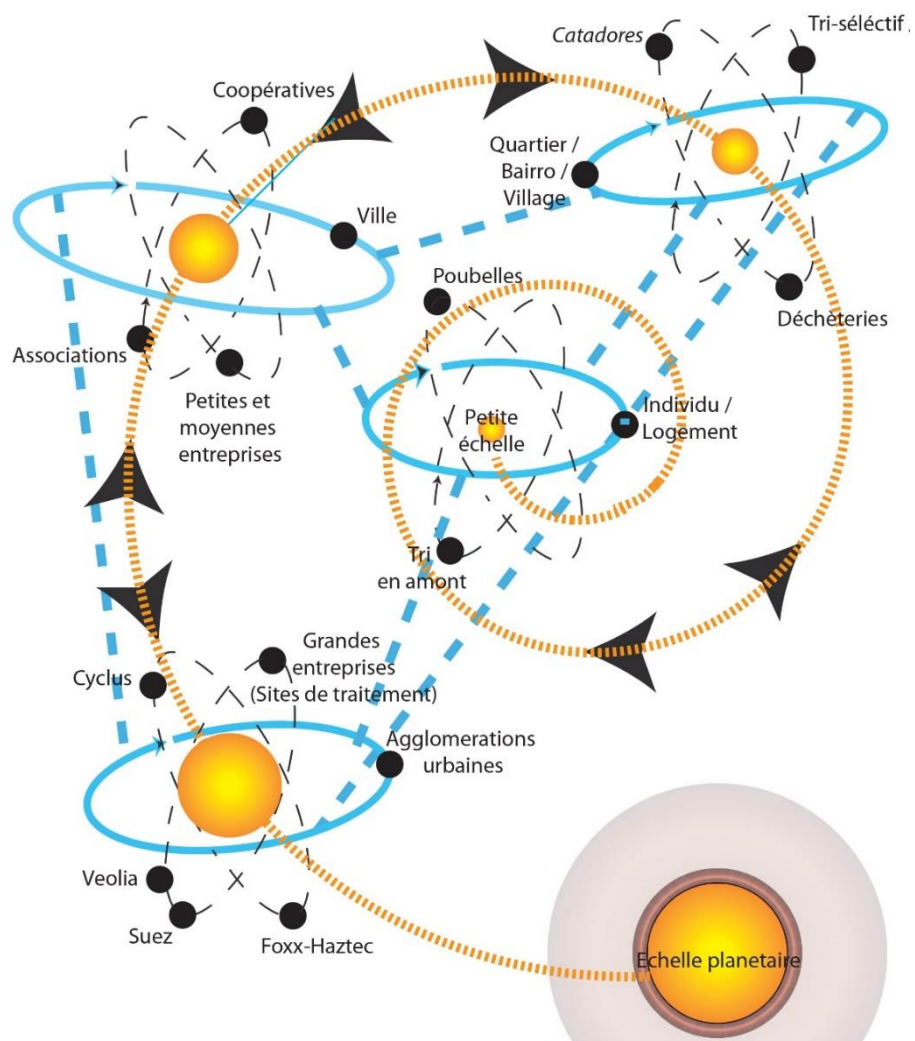 Catadores
Tri-séléctif /
Coopératives
Quartier /
Bairro /
Village
Ville
Poubelles
Déchèteries
Associations
Petites et
moyennes
entreprises
Petite
échelle
Individu /
Logement
Tri
en amont
Cyclus
Grandes
entreprises
(Sites de traitement)
Agglomerations
urbaines
Veolia
Suez
Foxx-Haztec
Echelle planetaire